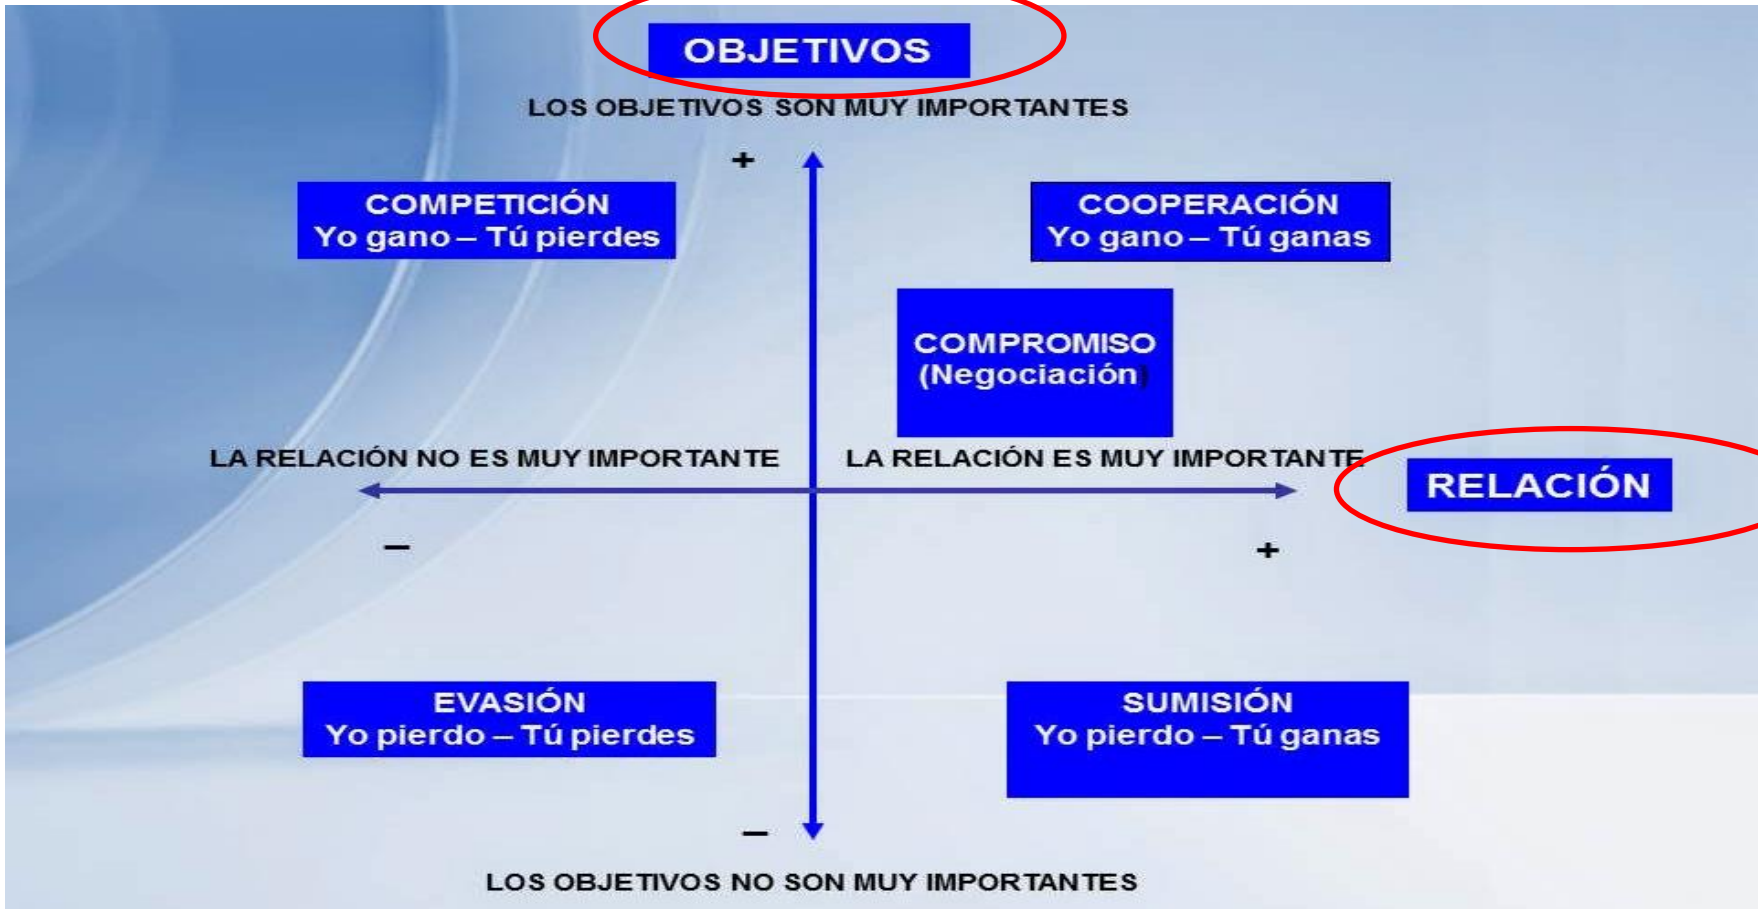 OBJETIVOS
LOS OBJETIVOS SON MUY IMPORTANTES
+
COMPETICIÓN
Yo gano – Tú pierdes
COOPERACIÓN
Yo gano – Tú ganas
COMPROMISO
(Negociación)
LA RELACIÓN NO ES MUY IMPORTANTE
LA RELACIÓN ES MUY IMPORTANTE
RELACIÓN
–
+
EVASIÓN
Yo pierdo – Tú pierdes
SUMISIÓN
Yo pierdo – Tú ganas
–
LOS OBJETIVOS NO SON MUY IMPORTANTES